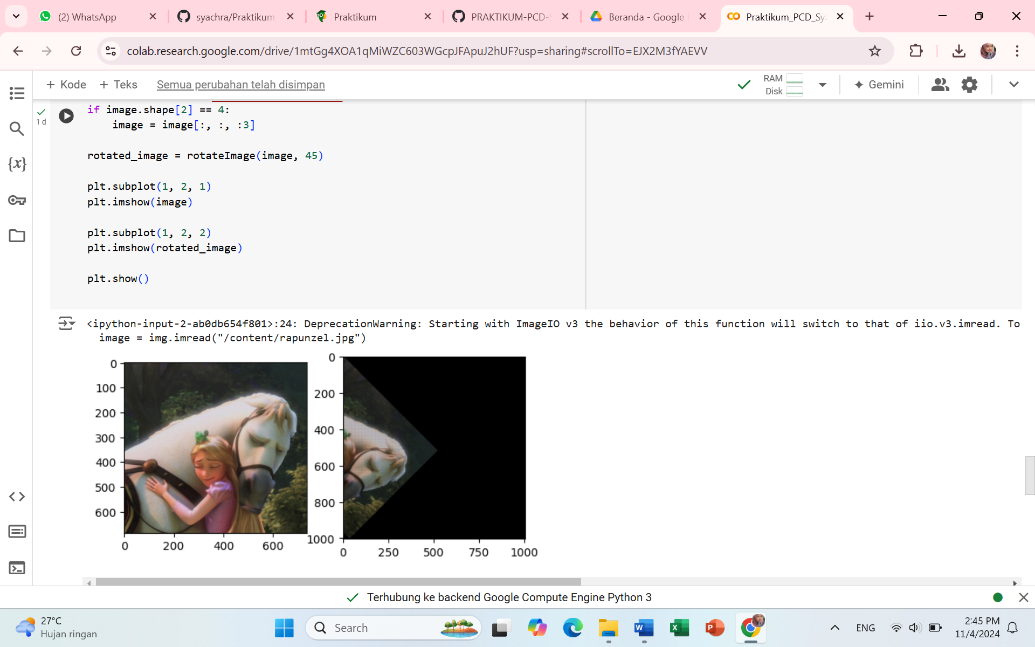 (2) WhatsApp
syachra/Praktikum
Praktikum
PRAKTIKUM-PCD-
Beranda - Google
Praktikum_PCD_Sy
colab.research.google.com/drive/1mtGg4XOA1qMiWZC603WGcpJFApuJ2hUF?usp=sharing#scrollTo=EJX2M3fYAEVV
+ Kode + Teks Semua perubahan telah disimpan
RAM
Disk
Gemini
{x}
1d
if image.shape[2] == 4:
    image = image[:, :, :3]
rotated_image = rotateImage(image, 45)
plt.subplot(1, 2, 1)
plt.imshow(image)
plt.subplot(1, 2, 2)
plt.imshow(rotated_image)
plt.show()
<ipython-input-2-ab0db654f801>:24: DeprecationWarning: Starting with ImageIO v3 the behavior of this function will switch to that of iio.v3.imread. To
  image = img.imread("/content/rapunzel.jpg")
0
100
200
300
400
500
600
0 200 400 600
0
200
400
600
800
1000
0 250 500 750 1000
Terhubung ke backend Google Compute Engine Python 3
27°C
Hujan ringan
Search
ENG
2:45 PM
11/4/2024